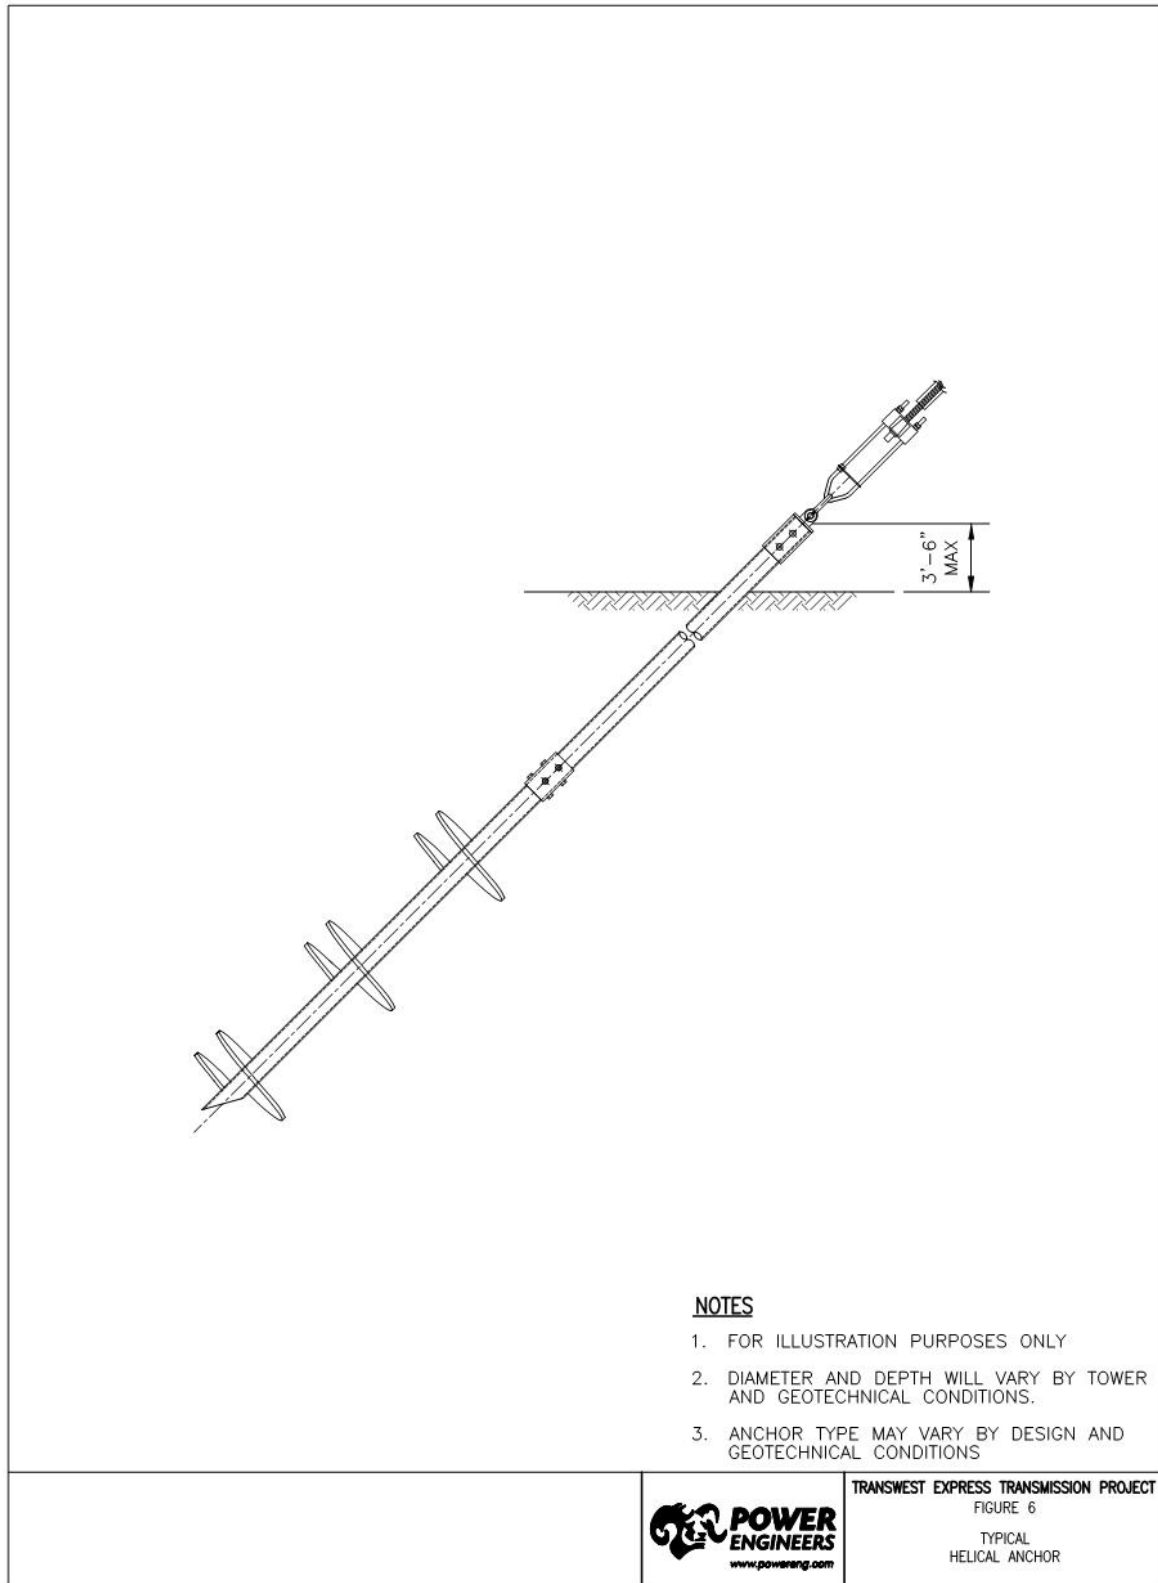 3'-6"
MAX
NOTES
1. FOR ILLUSTRATION PURPOSES ONLY
2. DIAMETER AND DEPTH WILL VARY BY TOWER
AND GEOTECHNICAL CONDITIONS.
3. ANCHOR TYPE MAY VARY BY DESIGN AND
GEOTECHNICAL CONDITIONS
POWER
ENGINEERS
www.powereng.com
TRANSWEST EXPRESS TRANSMISSION PROJECT
FIGURE 6
TYPICAL
HELICAL ANCHOR